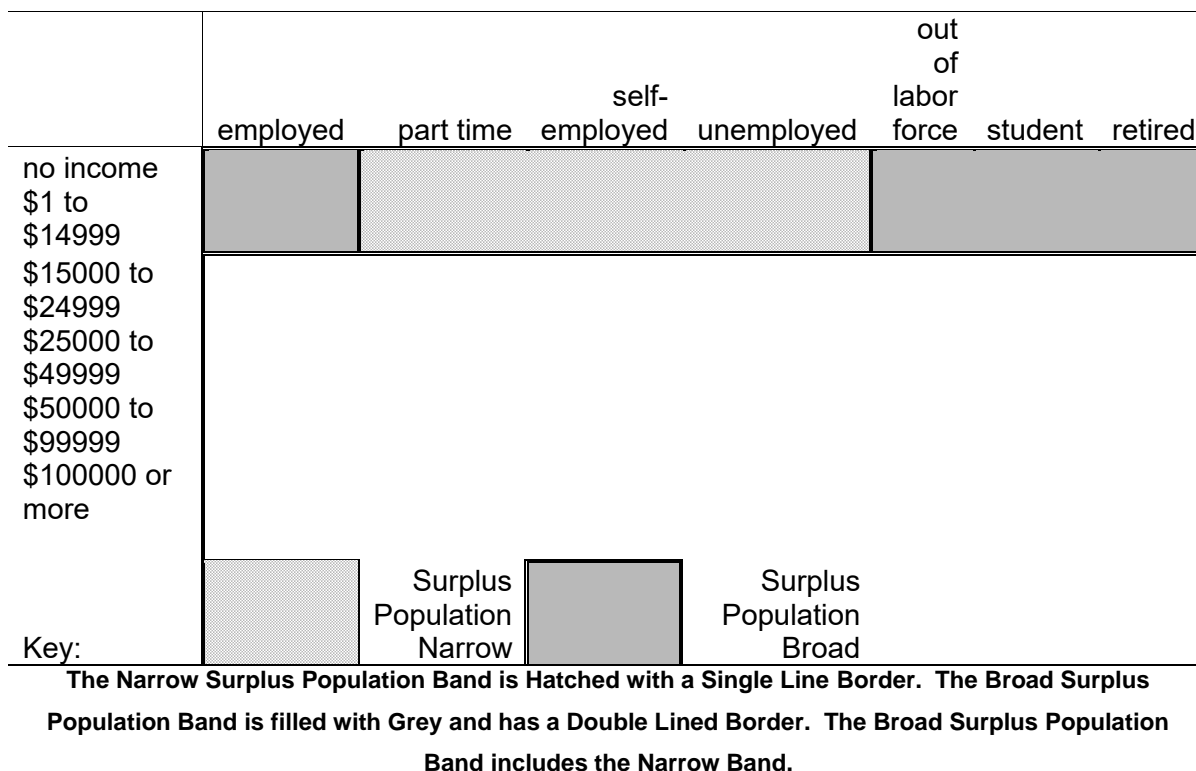 out
of
self- labor
employed part time employed unemployed force student retired
no income
$1 to
$14999
$15000 to
$24999
$25000 to
$49999
$50000 to
$99999
$100000 or
more
Surplus Surplus
Population Population
Key: Narrow Broad
The Narrow Surplus Population Band is Hatched with a Single Line Border. The Broad Surplus
Population Band is filled with Grey and has a Double Lined Border. The Broad Surplus Population
Band includes the Narrow Band.